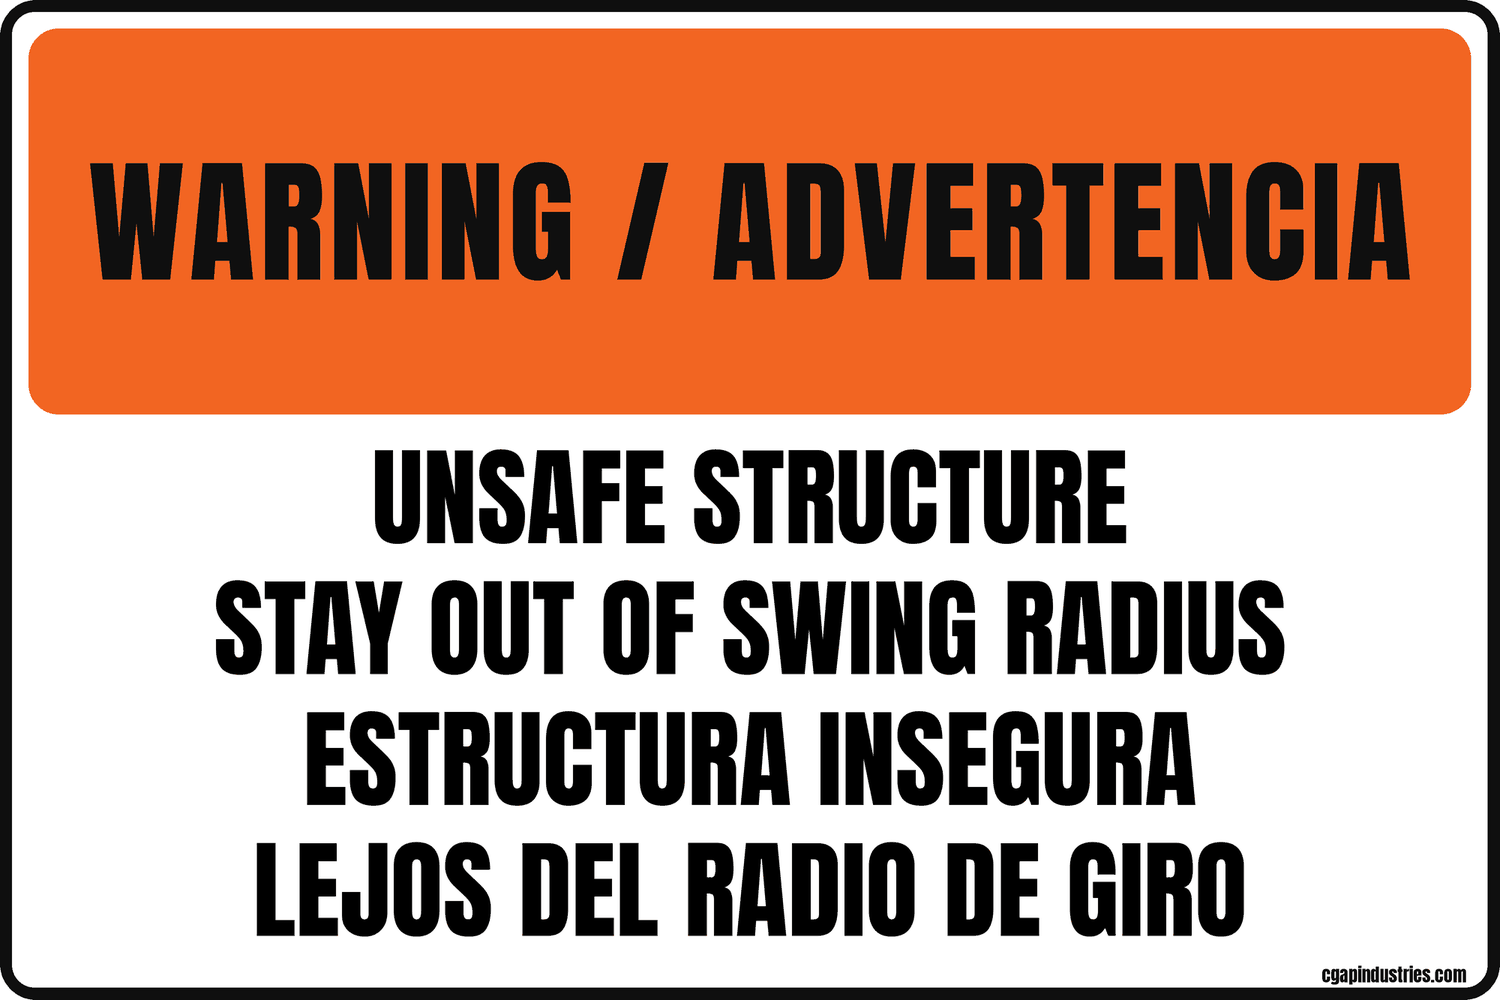 WARNING / ADVERTENCIA
UNSAFE STRUCTURE
STAY OUT OF SWING RADIUS
ESTRUCTURA INSEGURA
LEJOS DEL RADIO DE GIRO
cgapindustries.com